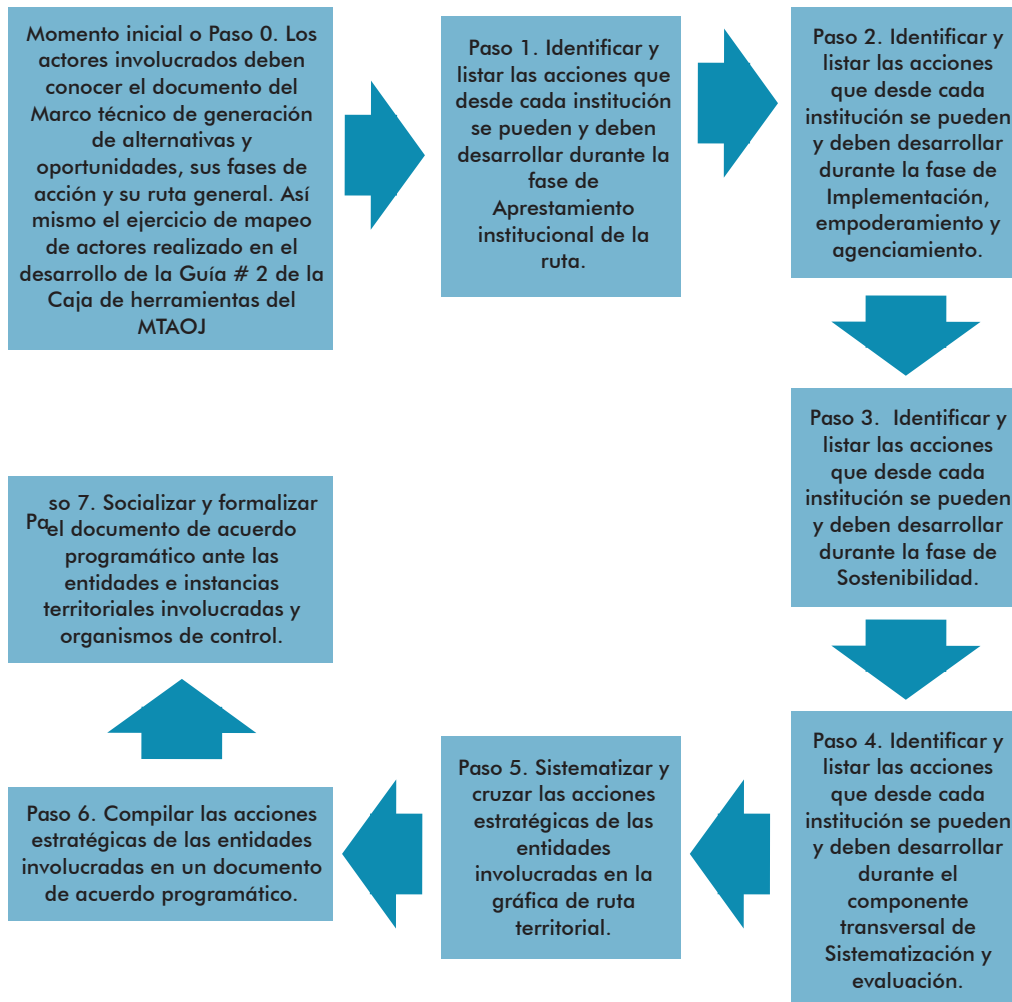 Momento inicial o Paso 0. Los
actores involucrados deben
conocer el documento del
Marco técnico de generación
de alternativas y
oportunidades, sus fases de
acción y su ruta general. Así
mismo el ejercicio de mapeo
de actores realizado en el
desarrollo de la Guía # 2 de la
Caja de herramientas del
MTAOJ
Paso 1. Identificar y
listar las acciones que
desde cada institución
se pueden y deben
desarrollar durante la
fase de
Aprestamiento
institucional de la
ruta.
Paso 2. Identificar y
listar las acciones
que desde cada
institución se pueden
y deben desarrollar
durante la fase de
Implementación,
empoderamiento y
agenciamiento.
Paso 3. Identificar y
listar las acciones
que desde cada
institución se pueden
y deben desarrollar
durante la fase de
Sostenibilidad.
Paso 4. Identificar y
listar las acciones
que desde cada
institución se pueden
y deben desarrollar
durante el
componente
transversal de
Sistematización y
evaluación.
Paso 5. Sistematizar y
cruzar las acciones
estratégicas de las
entidades
involucradas en la
gráfica de ruta
territorial.
Paso 6. Compilar las acciones
estratégicas de las entidades
involucradas en un documento
de acuerdo programático.
Paso 7. Socializar y formalizar
el documento de acuerdo
programático ante las
entidades e instancias
territoriales involucradas y
organismos de control.